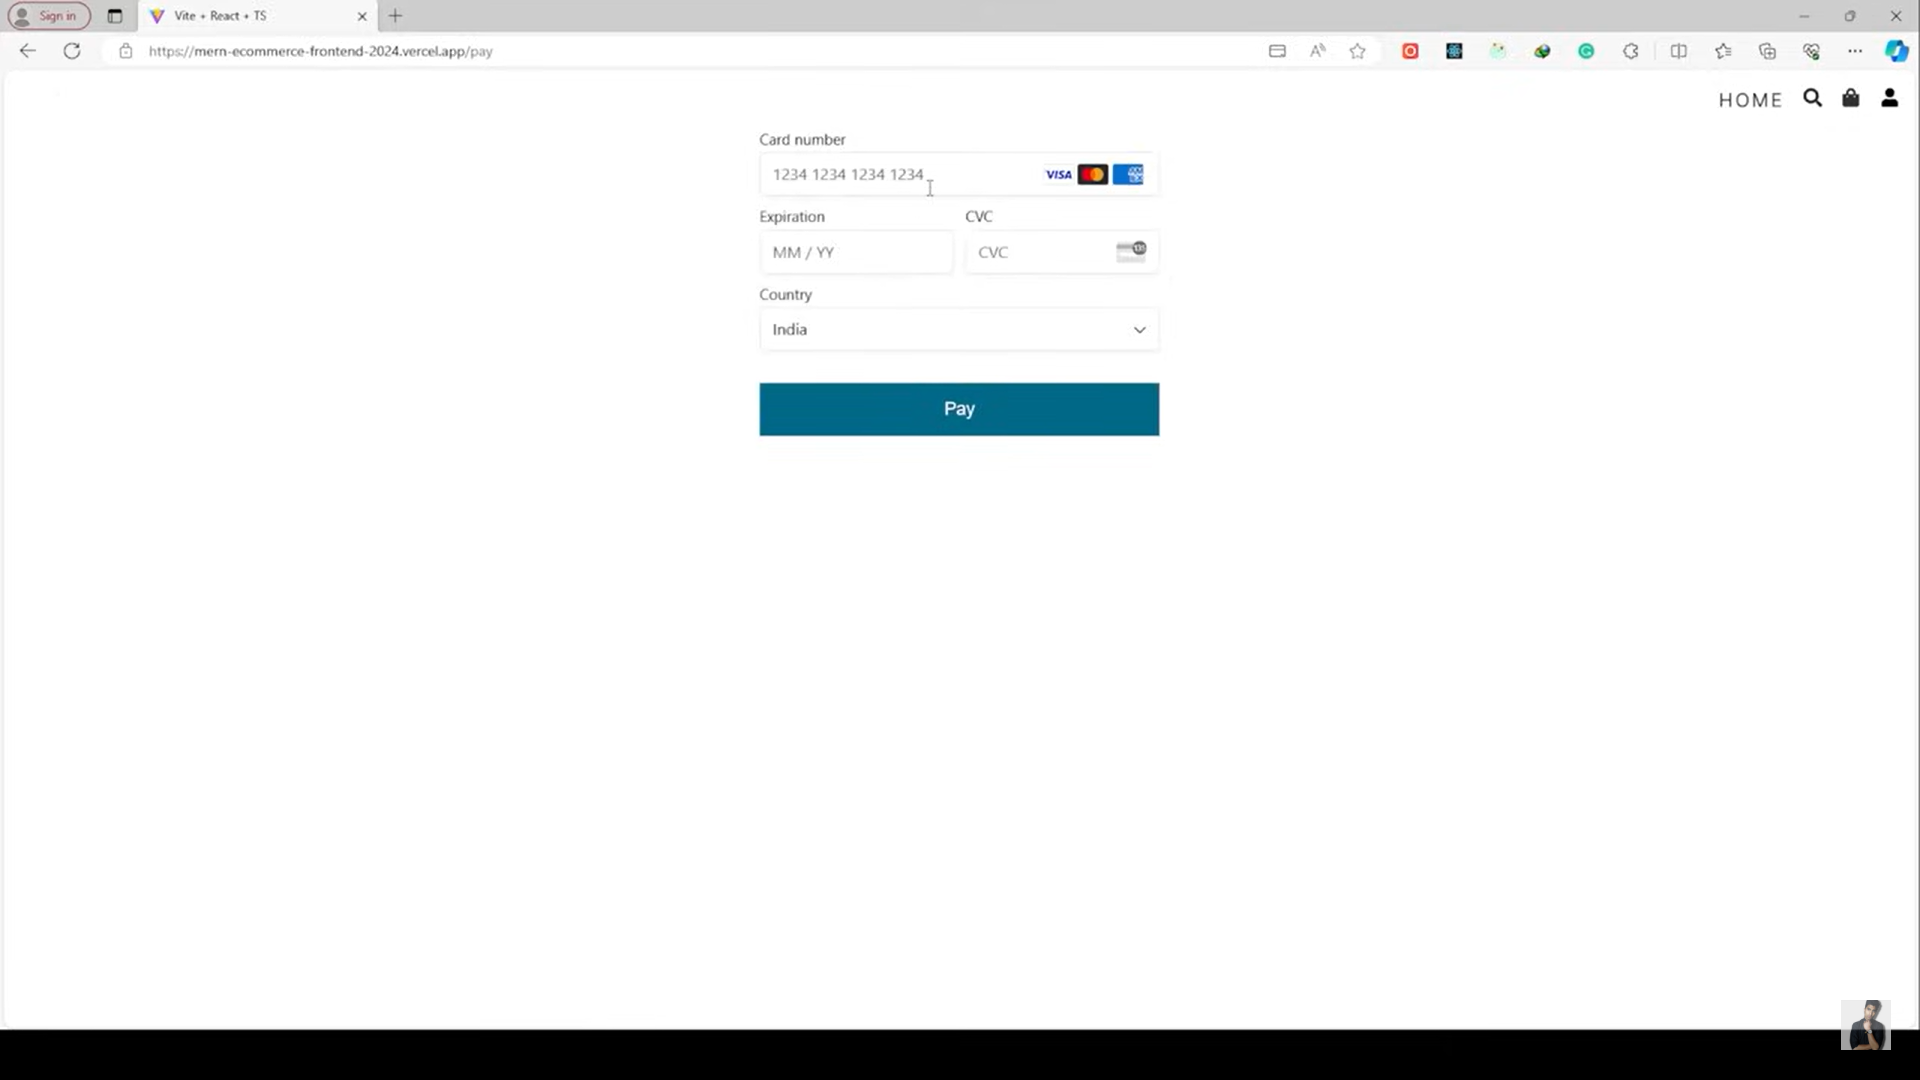 Sign in
Vite + React + TS
https://mern-ecommerce-frontend-2024.vercel.app/pay
HOME
Card number
1234 1234 1234 1234
VISA
Expiration
CVC
MM / YY
CVC
135
Country
India
Pay